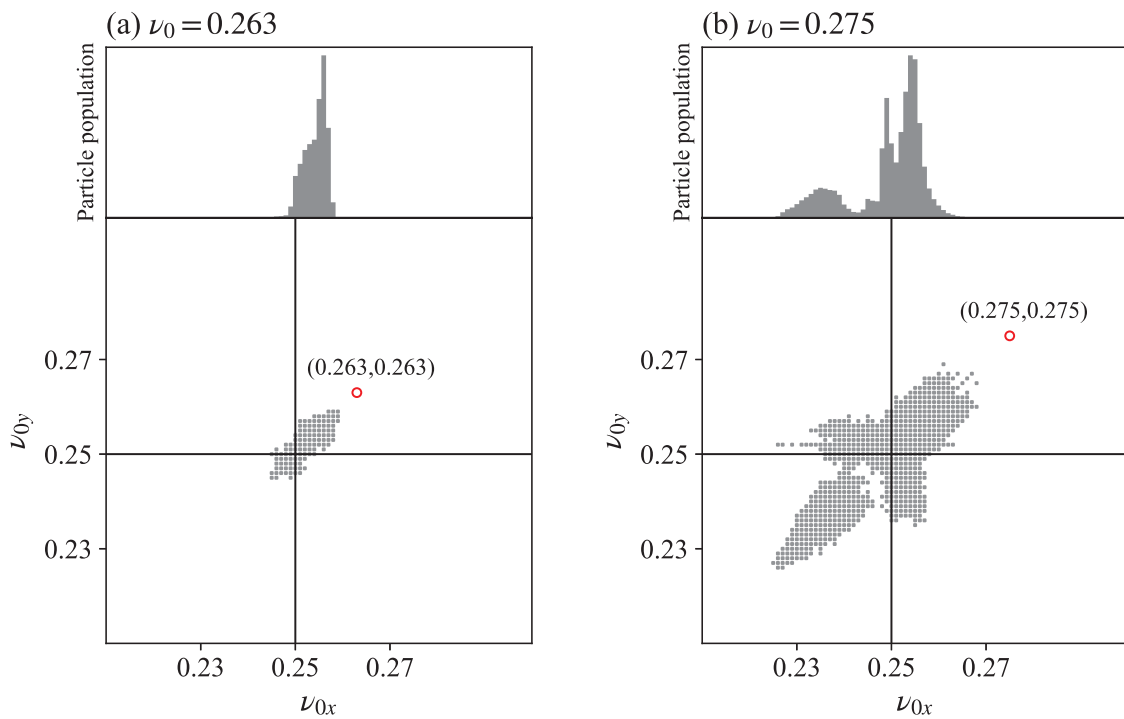 (a) ν₀ = 0.263
Particle population
(0.263,0.263)
0.27
0.25
0.23
ν₀y
0.23
0.25
0.27
ν₀x
(b) ν₀ = 0.275
Particle population
(0.275,0.275)
0.27
0.25
0.23
ν₀y
0.23
0.25
0.27
ν₀x